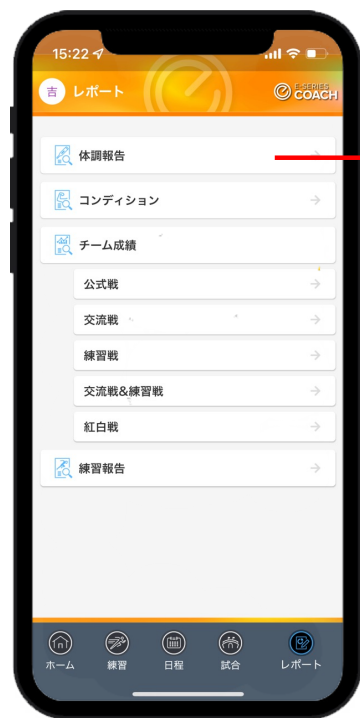 15:22
吉 レポート E-SERIES COACH
体調報告
コンディション
チーム成績
公式戦
交流戦
練習戦
交流戦&練習戦
紅白戦
練習報告
ホーム 練習 日程 試合 レポート